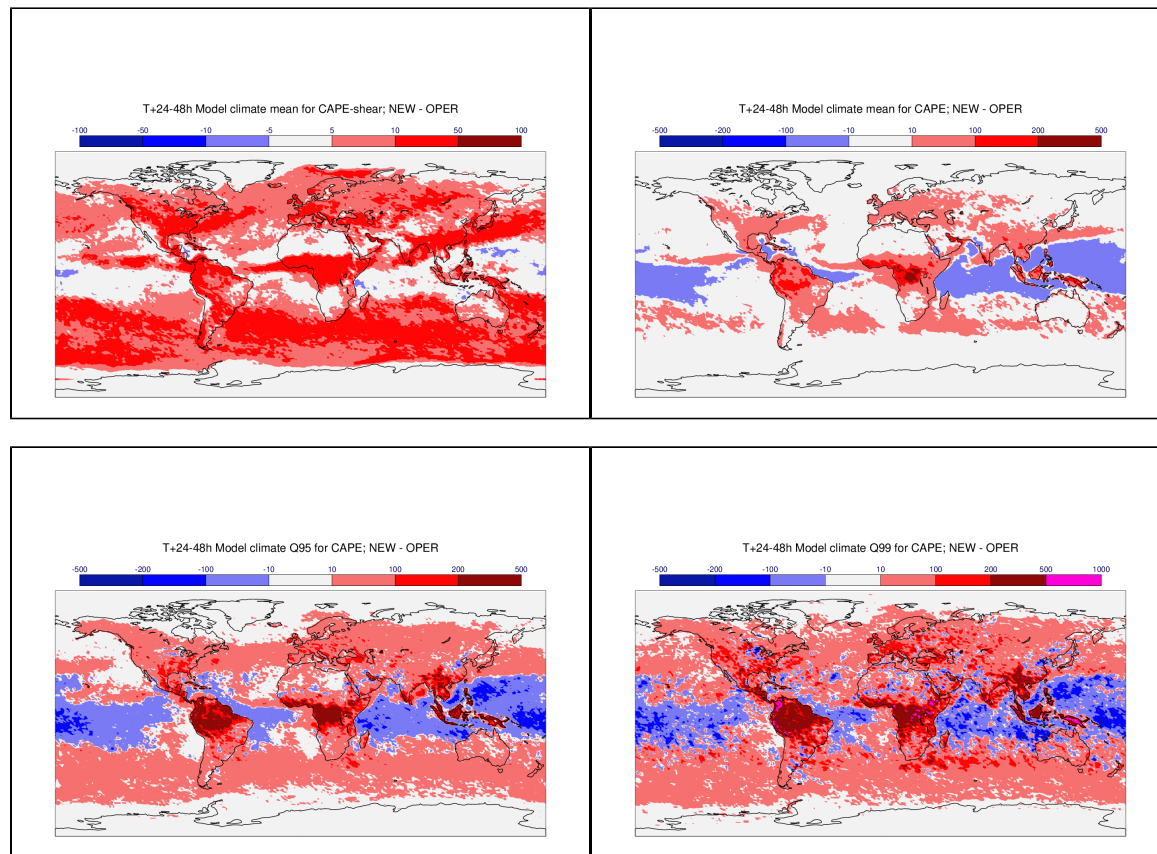 T+24-48h Model climate mean for CAPE-shear; NEW - OPER
-100 -50 -10 -5 5 10 50 100
T+24-48h Model climate mean for CAPE; NEW - OPER
-500 -200 -100 -10 10 100 200 500
T+24-48h Model climate Q95 for CAPE; NEW - OPER
-500 -200 -100 -10 10 100 200 500
T+24-48h Model climate Q99 for CAPE; NEW - OPER
-500 -200 -100 -10 10 100 200 500 1000